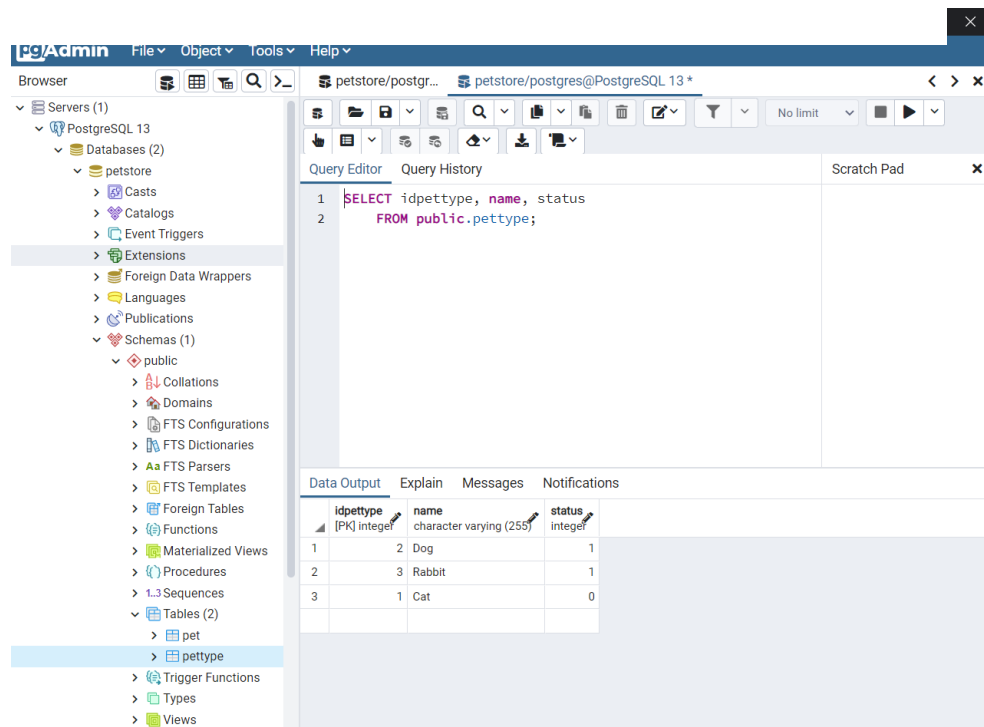 pgAdmin File Object Tools Help
Browser
petstore/postgr... petstore/postgres@PostgreSQL 13 *
Servers (1)
PostgreSQL 13
Databases (2)
petstore
Casts
Catalogs
Event Triggers
Extensions
Foreign Data Wrappers
Languages
Publications
Schemas (1)
public
Collations
Domains
FTS Configurations
FTS Dictionaries
Aa FTS Parsers
FTS Templates
Foreign Tables
Functions
Materialized Views
Procedures
1..3 Sequences
Tables (2)
pet
pettype
Trigger Functions
Types
Views
No limit
Query Editor Query History
Scratch Pad
1 SELECT idpettype, name, status
2 FROM public.pettype;
Data Output Explain Messages Notifications
idpettype name status
[PK] integer character varying (255) integer
1 2 Dog 1
2 3 Rabbit 1
3 1 Cat 0